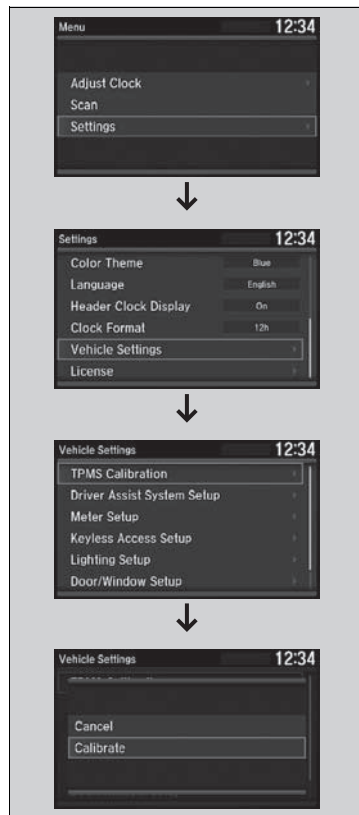 Menu 12:34
Adjust Clock
Scan
Settings
Settings 12:34
Color Theme Blue
Language English
Header Clock Display On
Clock Format 12h
Vehicle Settings
License
Vehicle Settings 12:34
TPMS Calibration
Driver Assist System Setup
Meter Setup
Keyless Access Setup
Lighting Setup
Door/Window Setup
Vehicle Settings 12:34
Cancel
Calibrate